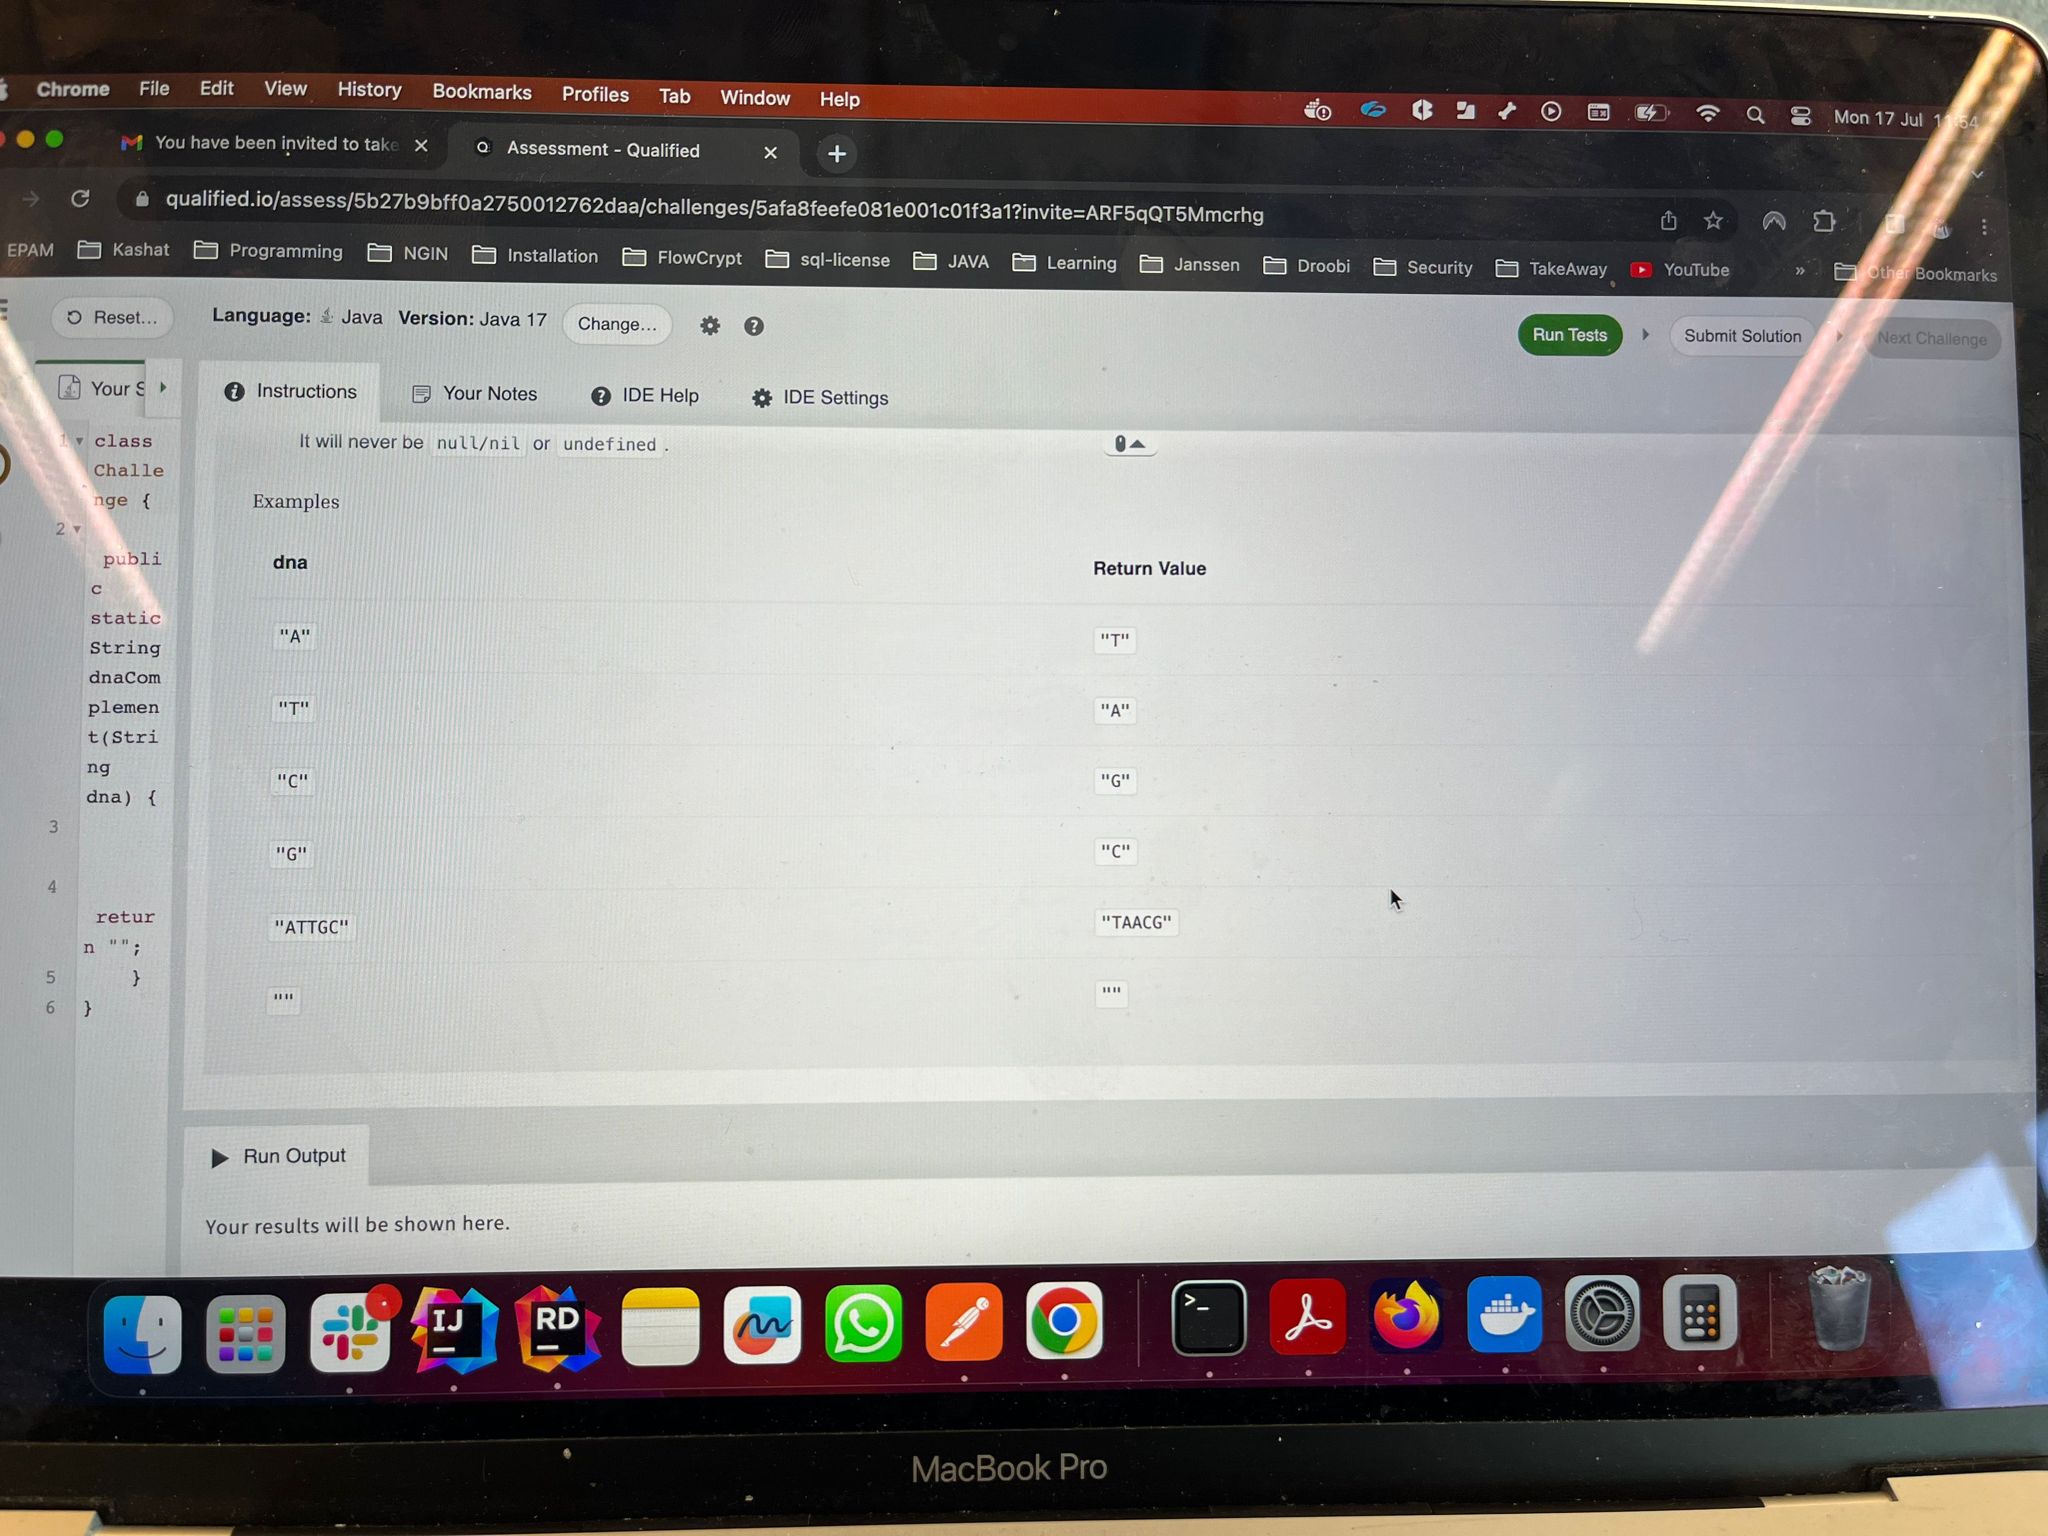 Chrome File Edit View History Bookmarks Profiles Tab Window Help Mon 17 Jul
You have been invited to take Assessment - Qualified
qualified.io/assess/5b27b9bff0a2750012762daa/challenges/5afa8feefe081e001c01f3a1?invite=ARF5qQT5Mmcrhg
EPAM Kashat Programming NGIN Installation FlowCrypt sql-license JAVA Learning Janssen Droobi Security TakeAway YouTube » Other Bookmarks
Reset... Language: Java Version: Java 17 Change... Run Tests Submit Solution Next Challenge
Your S Instructions Your Notes IDE Help IDE Settings
It will never be null/nil or undefined.
Examples
dna Return Value
"A" "T"
"T" "A"
"C" "G"
"G" "C"
"ATTGC" "TAACG"
"" ""
1 class
Challe
nge {
2
publi
c
static
String
dnaCom
plemen
t(Stri
ng
dna) {
3
4
retur
n "";
5 }
6 }
Run Output
Your results will be shown here.
IJ RD >_
MacBook Pro